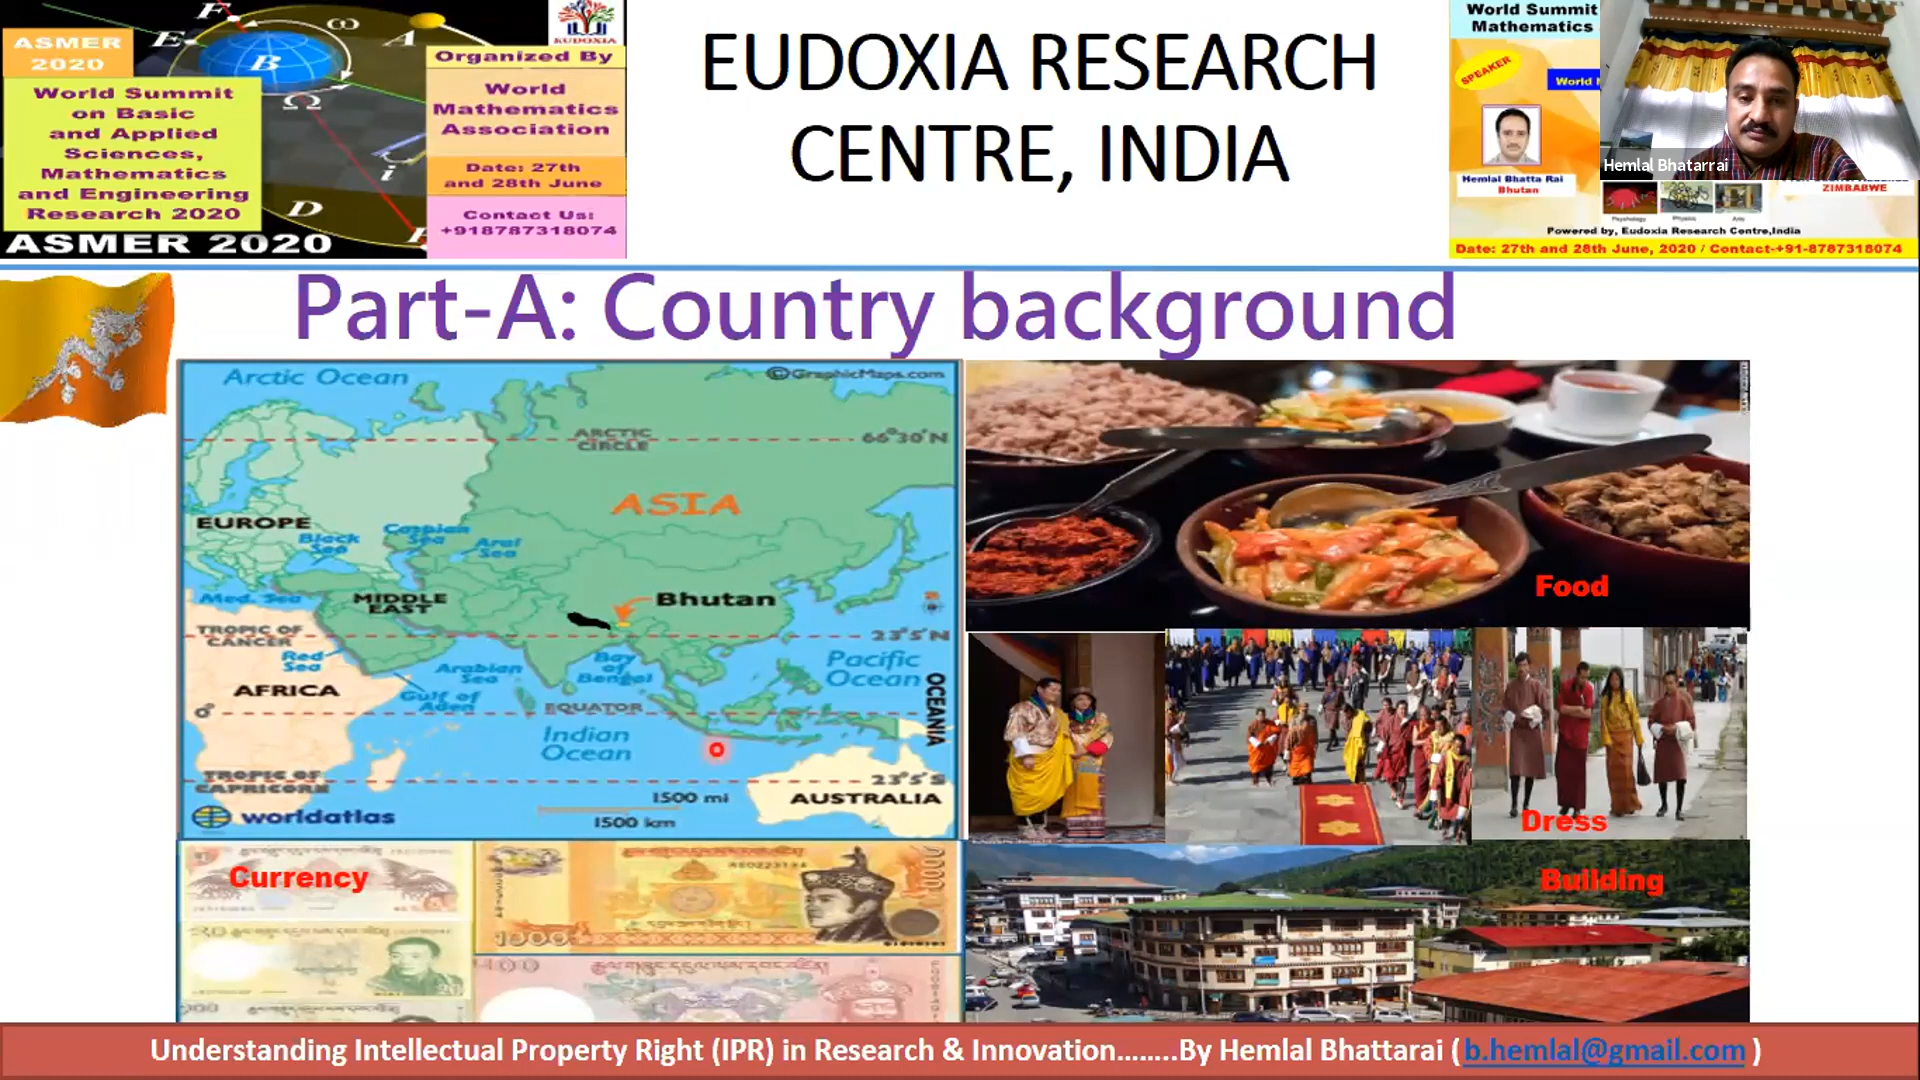 F
ω
E
A
B
Ω
i
D
ASMER
2020
World Summit
on Basic
and Applied
Sciences,
Mathematics
and Engineering
Research 2020
ASMER 2020
EUDOXIA
Organized By
World
Mathematics
Association
Date: 27th
and 28th June
Contact Us:
+918787318074
EUDOXIA RESEARCH
CENTRE, INDIA
World Summit
Mathematics
SPEAKER
World
Hemlal Bhatta Rai
Bhutan
Hemlal Bhatarrai
ZIMBABWE
Psychology
Physics
Arts
Powered by, Eudoxia Research Centre,India
Date: 27th and 28th June, 2020 / Contact-+91-8787318074
Part-A: Country background
Arctic Ocean
©GraphicMaps.com
ARCTIC
CIRCLE
66°30'N
ASIA
EUROPE
Black
Sea
Caspian
Sea
Aral
Sea
Med. Sea
MIDDLE
EAST
Bhutan
TROPIC OF
CANCER
23°5'N
Red
Sea
Arabian
Sea
Bay
of
Bengal
Pacific
Ocean
AFRICA
Gulf of
Aden
OCEANIA
0°
EQUATOR
Indian
Ocean
TROPIC OF
CAPRICORN
23°5'S
1500 mi
1500 km
AUSTRALIA
worldatlas
Food
Dress
Currency
1000
Building
Understanding Intellectual Property Right (IPR) in Research & Innovation........By Hemlal Bhattarai (b.hemlal@gmail.com )